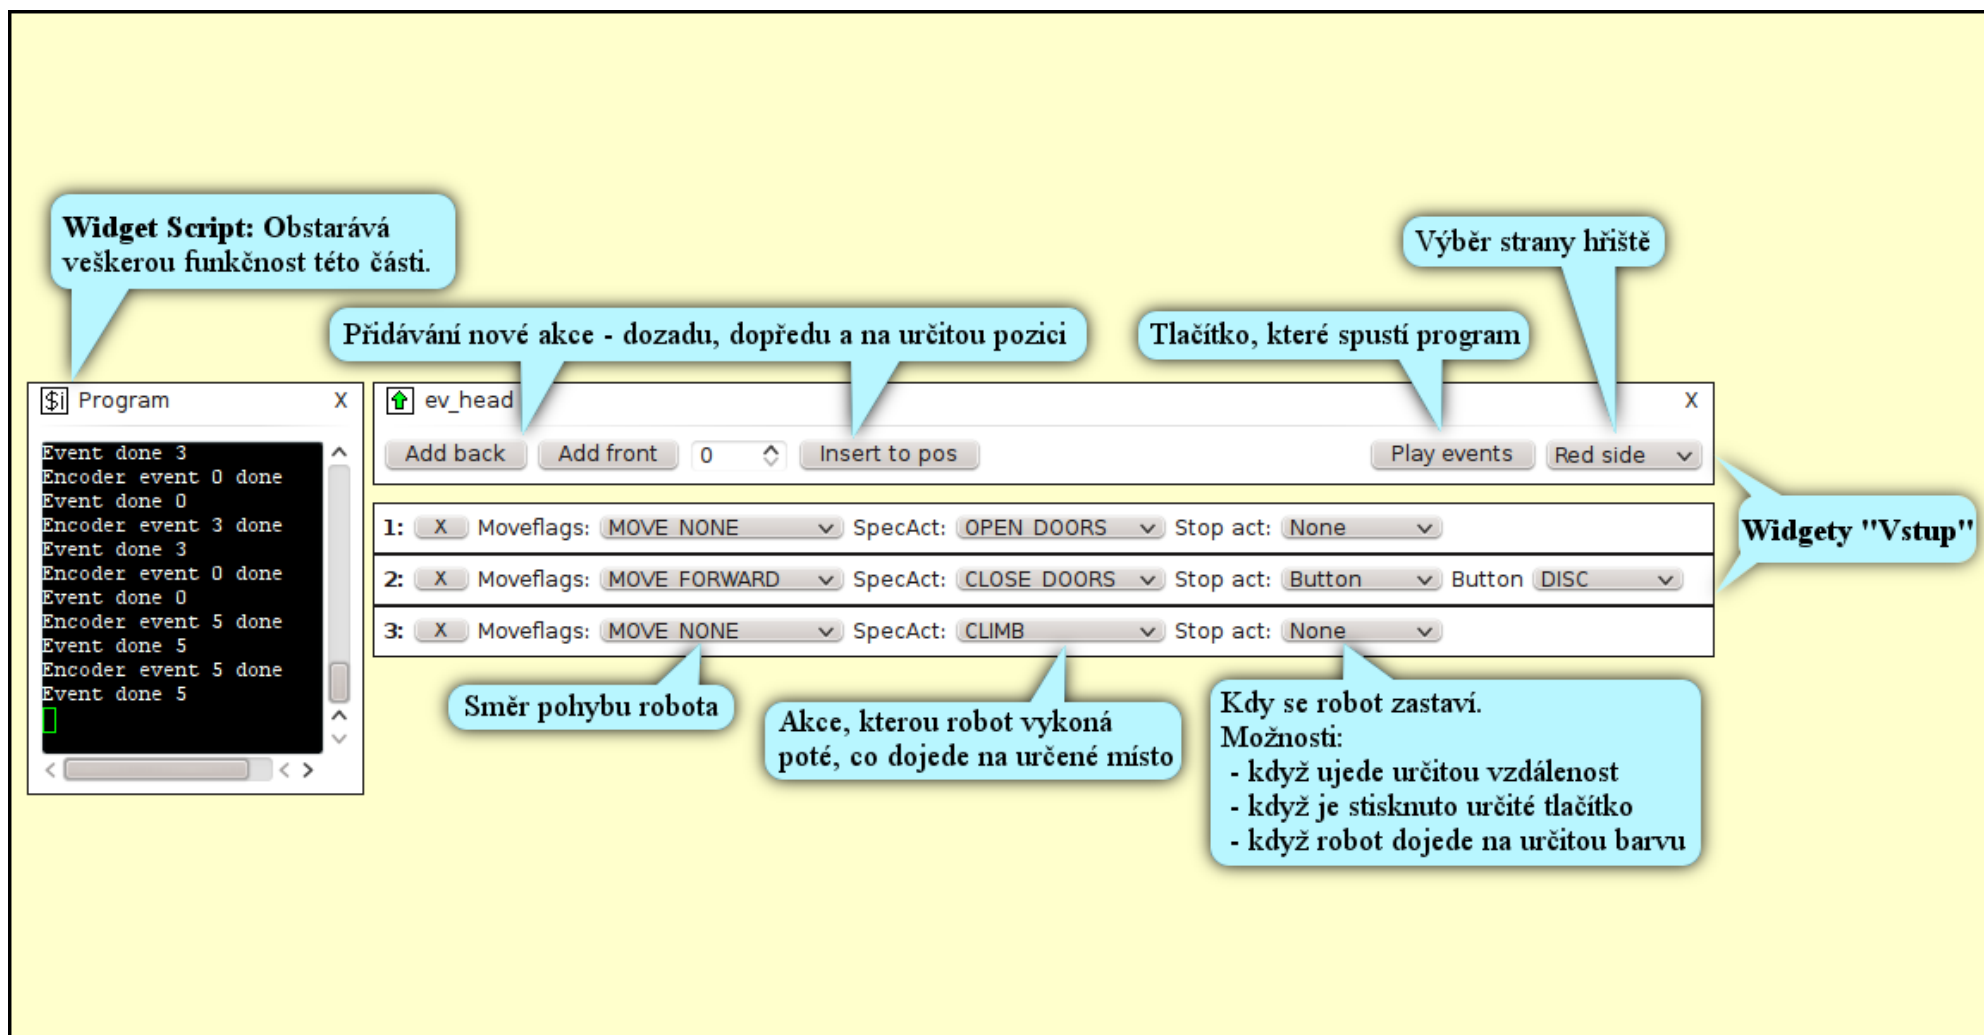 Widget Script: Obstarává
veškerou funkčnost této části.
Výběr strany hřiště
Přidávání nové akce - dozadu, dopředu a na určitou pozici
Tlačítko, které spustí program
$i Program X
Event done 3
Encoder event 0 done
Event done 0
Encoder event 3 done
Event done 3
Encoder event 0 done
Event done 0
Encoder event 5 done
Event done 5
Encoder event 5 done
Event done 5
ev_head X
Add back Add front 0 Insert to pos Play events Red side
1: X Moveflags: MOVE_NONE SpecAct: OPEN_DOORS Stop act: None
2: X Moveflags: MOVE_FORWARD SpecAct: CLOSE_DOORS Stop act: Button Button DISC
3: X Moveflags: MOVE_NONE SpecAct: CLIMB Stop act: None
Widgety "Vstup"
Směr pohybu robota
Akce, kterou robot vykoná
poté, co dojede na určené místo
Kdy se robot zastaví.
Možnosti:
- když ujede určitou vzdálenost
- když je stisknuto určité tlačítko
- když robot dojede na určitou barvu